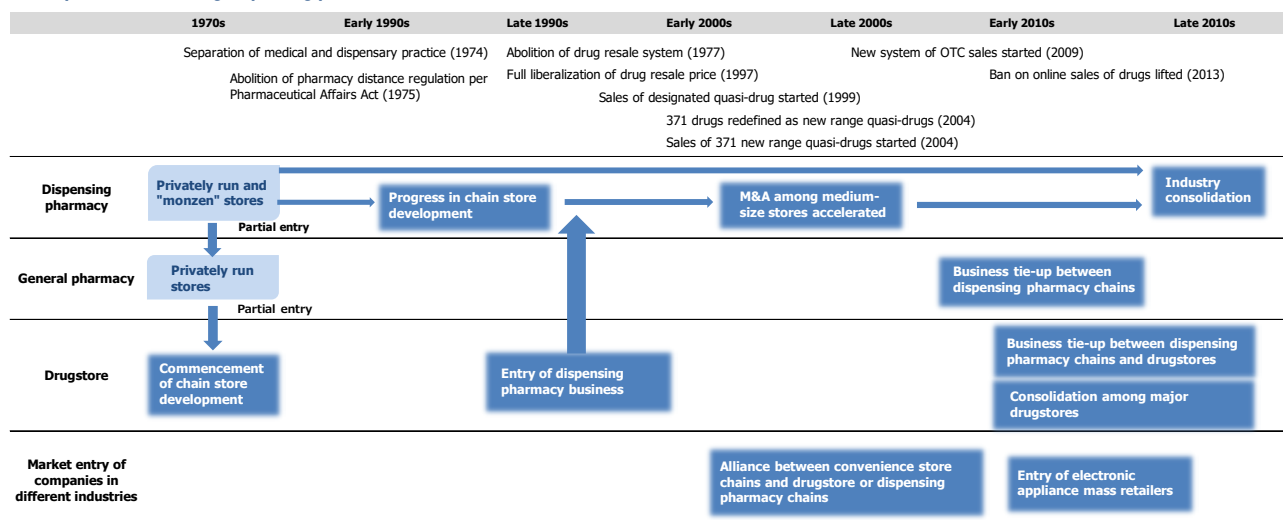 1970s Early 1990s Late 1990s Early 2000s Late 2000s Early 2010s Late 2010s
Separation of medical and dispensary practice (1974)
Abolition of pharmacy distance regulation per
Pharmaceutical Affairs Act (1975)
Abolition of drug resale system (1977)
Full liberalization of drug resale price (1997)
Sales of designated quasi-drug started (1999)
371 drugs redefined as new range quasi-drugs (2004)
Sales of 371 new range quasi-drugs started (2004)
New system of OTC sales started (2009)
Ban on online sales of drugs lifted (2013)
Dispensing
pharmacy
Privately run and
"monzen" stores
Progress in chain store
development
M&A among medium-
size stores accelerated
Industry
consolidation
Partial entry
General pharmacy
Privately run
stores
Business tie-up between
dispensing pharmacy chains
Partial entry
Drugstore
Commencement
of chain store
development
Entry of dispensing
pharmacy business
Business tie-up between dispensing
pharmacy chains and drugstores
Consolidation among major
drugstores
Market entry of
companies in
different industries
Alliance between convenience store
chains and drugstore or dispensing
pharmacy chains
Entry of electronic
appliance mass retailers